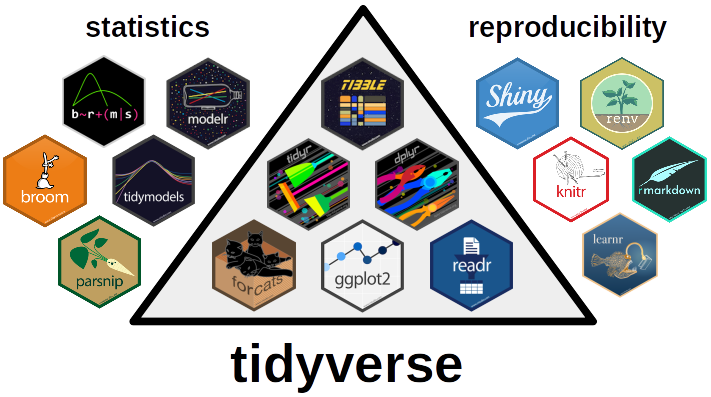 statistics
reproducibility
b~r+(m|s)
modelr
TIBBLE
Shiny
renv
broom
tidymodels
tidyr
dplyr
knitr
rmarkdown
parsnip
forcats
ggplot2
readr
learnr
tidyverse